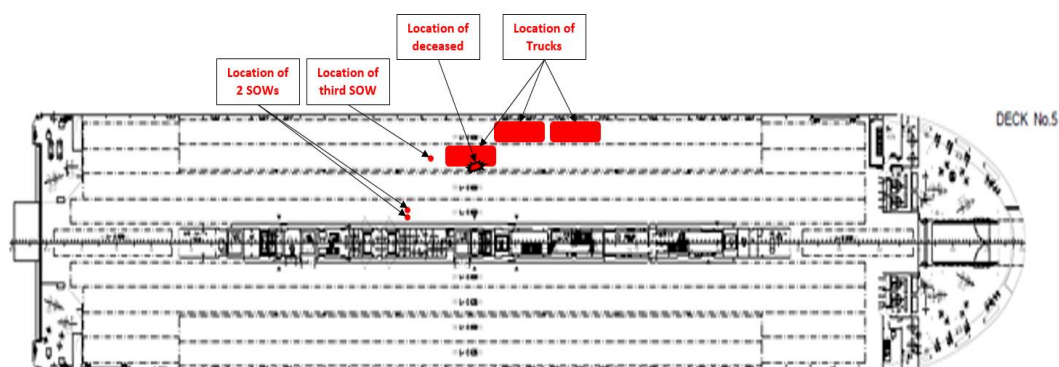 Location of
deceased
Location of
Trucks
Location of
2 SOWs
Location of
third SOW
DECK No.5